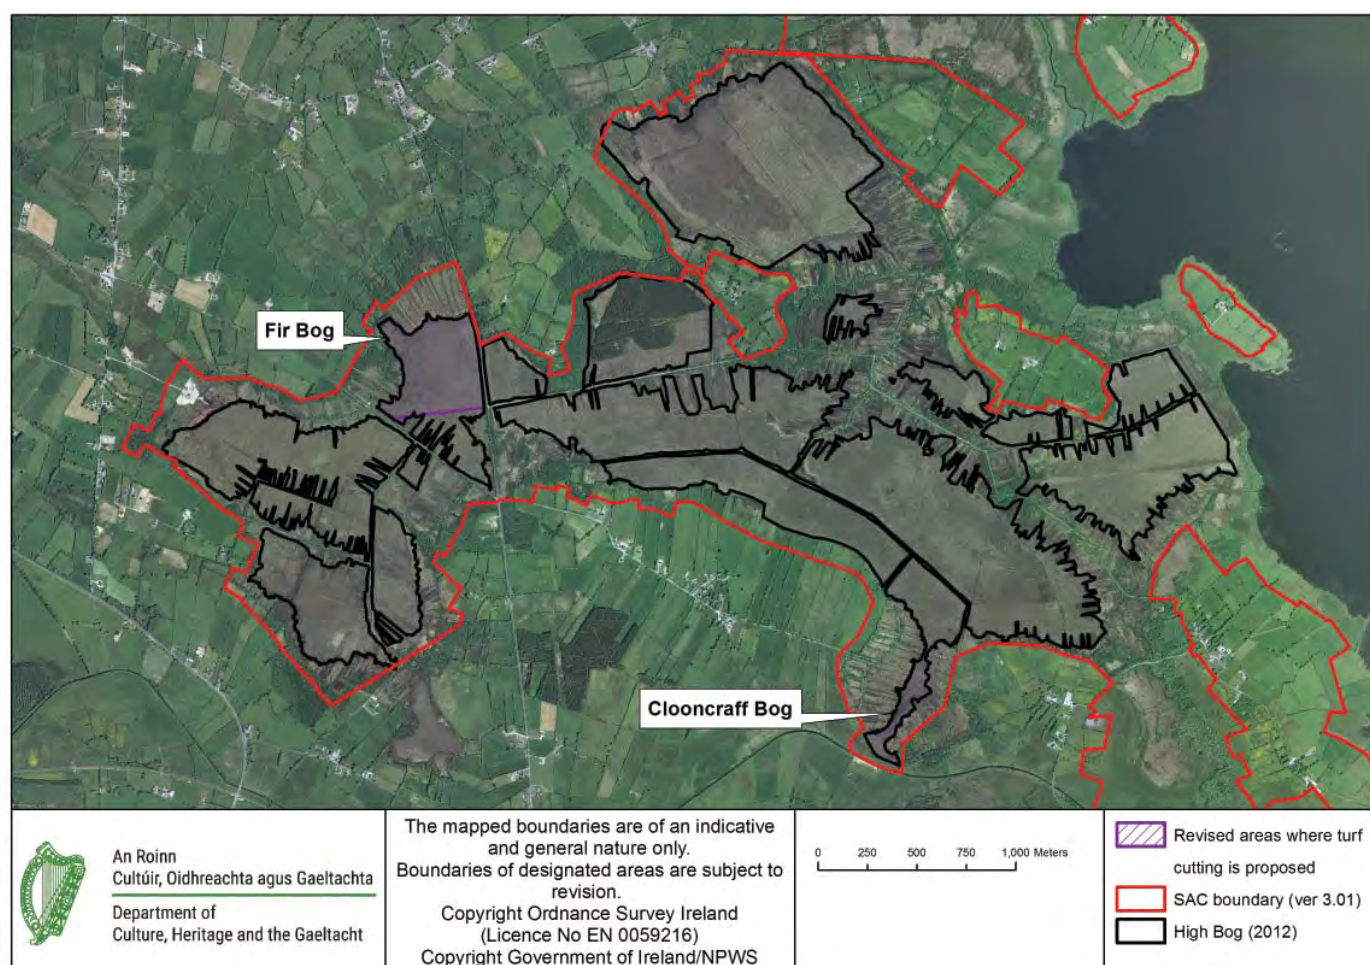 Fir Bog
Clooncraff Bog
An Roinn
Cultúir, Oidhreachta agus Gaeltachta
Department of
Culture, Heritage and the Gaeltacht
The mapped boundaries are of an indicative
and general nature only.
Boundaries of designated areas are subject to
revision.
Copyright Ordnance Survey Ireland
(Licence No EN 0059216)
Copyright Government of Ireland/NPWS
0 250 500 750 1,000 Meters
Revised areas where turf
cutting is proposed
SAC boundary (ver 3.01)
High Bog (2012)